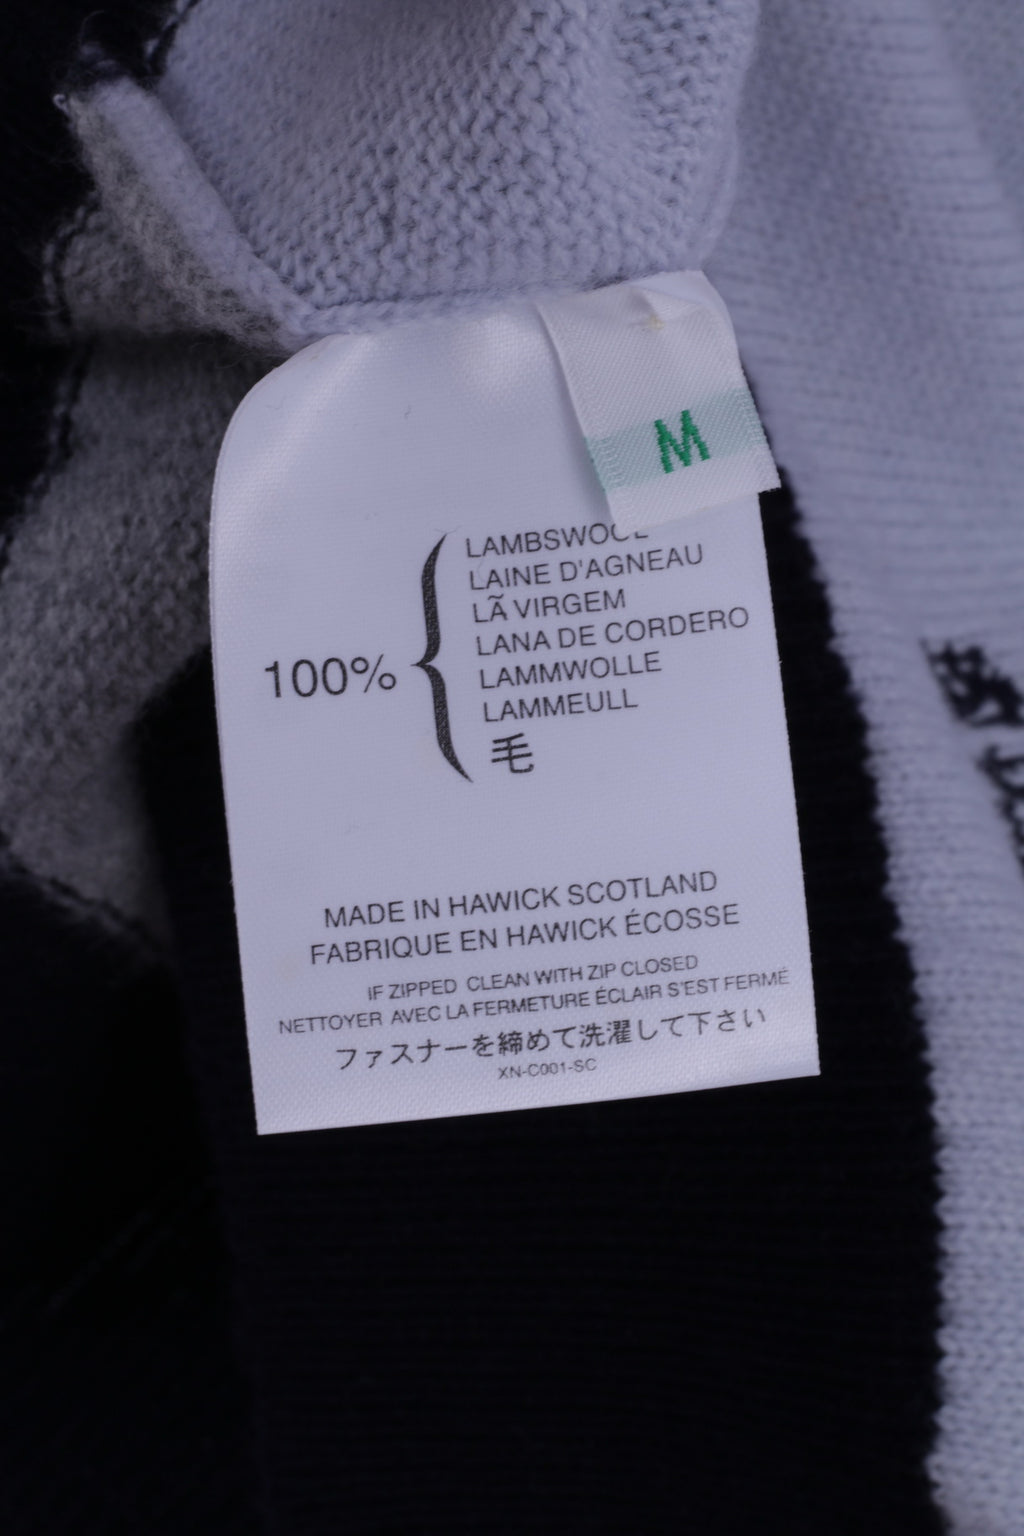 M
LAMBSWOOL
LAINE D'AGNEAU
LÃ VIRGEM
LANA DE CORDERO
100%
LAMMWOLLE
LAMMEULL
毛
MADE IN HAWICK SCOTLAND
FABRIQUE EN HAWICK ÉCOSSE
IF ZIPPED CLEAN WITH ZIP CLOSED
NETTOYER AVEC LA FERMETURE ÉCLAIR S'EST FERMÉ
ファスナーを締めて洗濯して下さい
XN-C001-SC